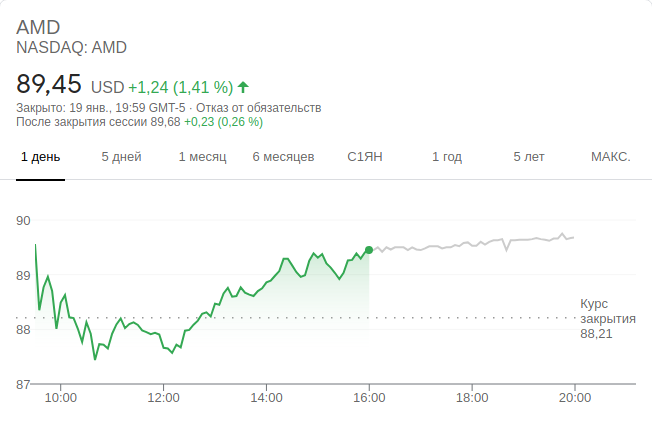 AMD
NASDAQ: AMD
89,45 USD +1,24 (1,41 %)
Закрыто: 19 янв., 19:59 GMT-5 · Отказ от обязательств
После закрытия сессии 89,68 +0,23 (0,26 %)
1 день 5 дней 1 месяц 6 месяцев С1ЯН 1 год 5 лет МАКС.
90
89
88
87
Курс
закрытия
88,21
10:00 12:00 14:00 16:00 18:00 20:00